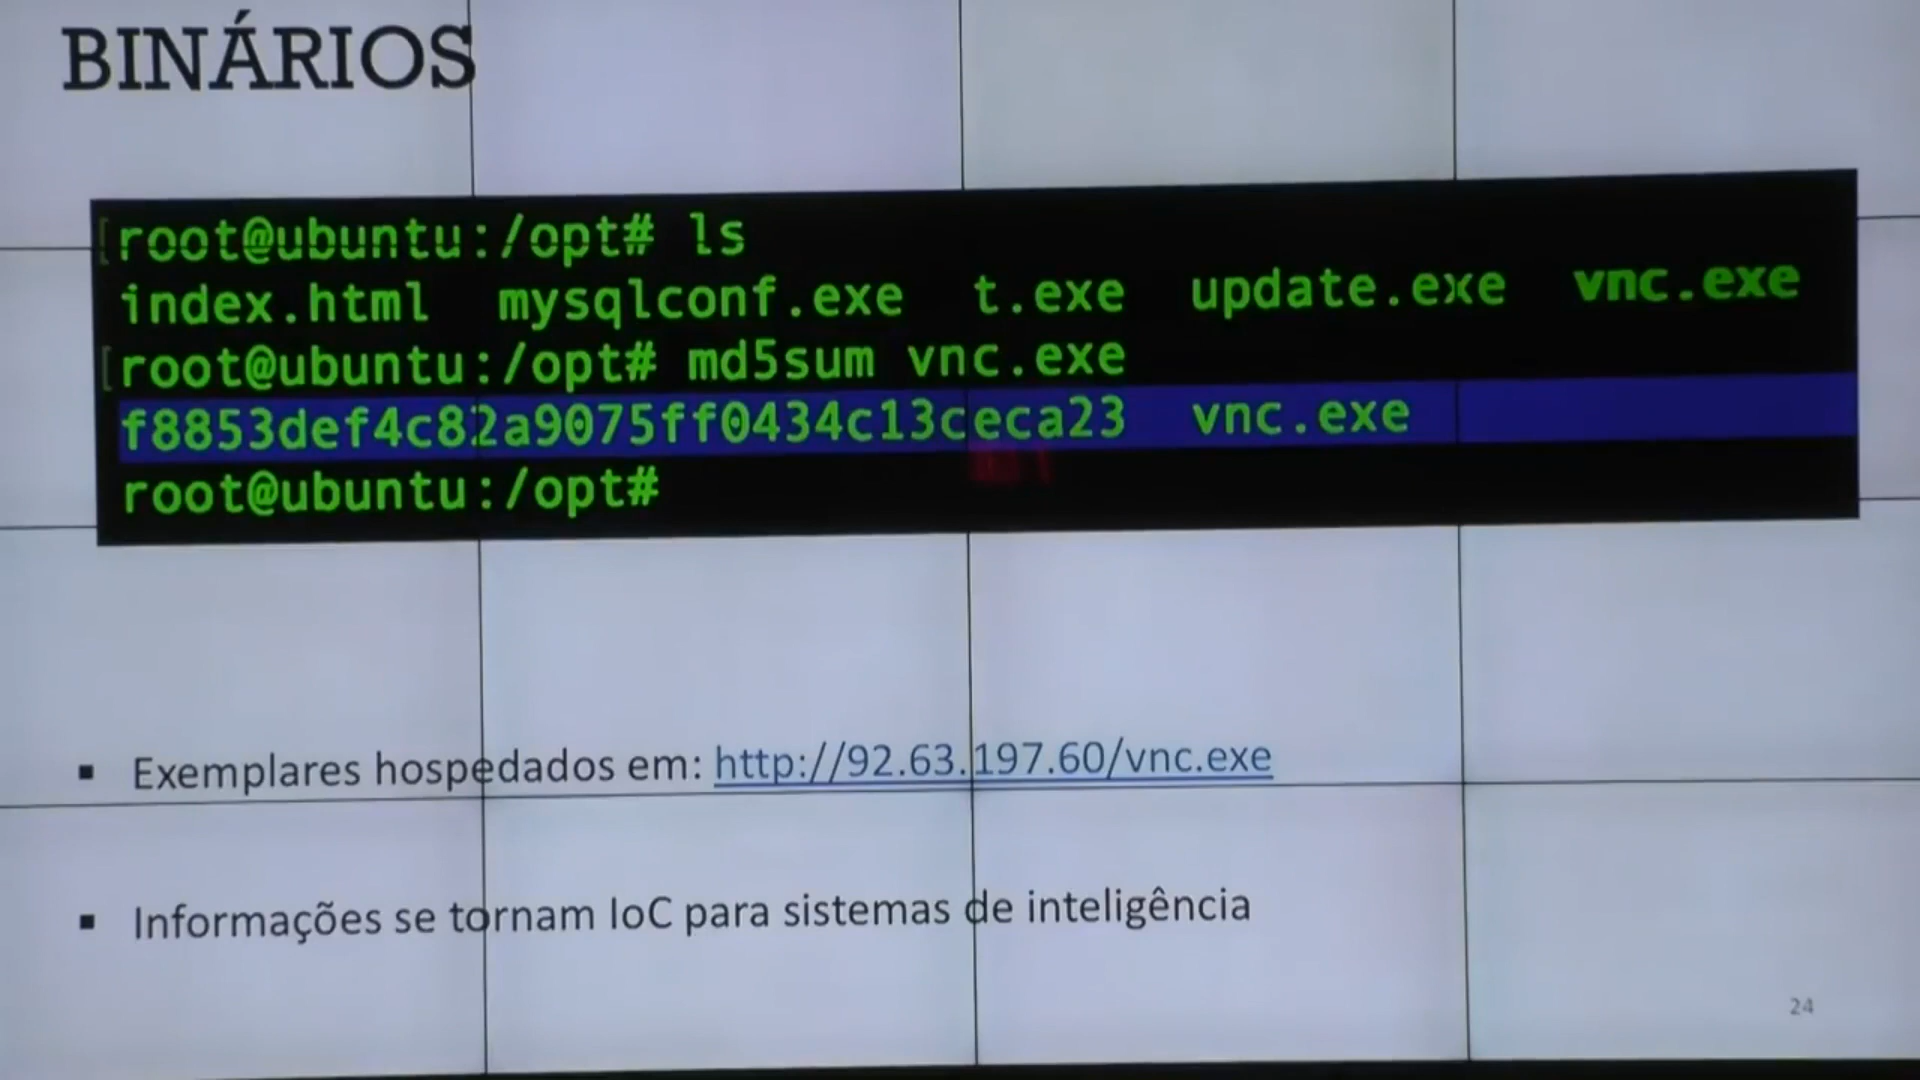 BINÁRIOS
[root@ubuntu:/opt# ls
index.html mysqlconf.exe t.exe update.exe vnc.exe
[root@ubuntu:/opt# md5sum vnc.exe
f8853def4c82a9075ff0434c13ceca23 vnc.exe
root@ubuntu:/opt#
▪ Exemplares hospedados em: http://92.63.197.60/vnc.exe
▪ Informações se tornam IoC para sistemas de inteligência
24